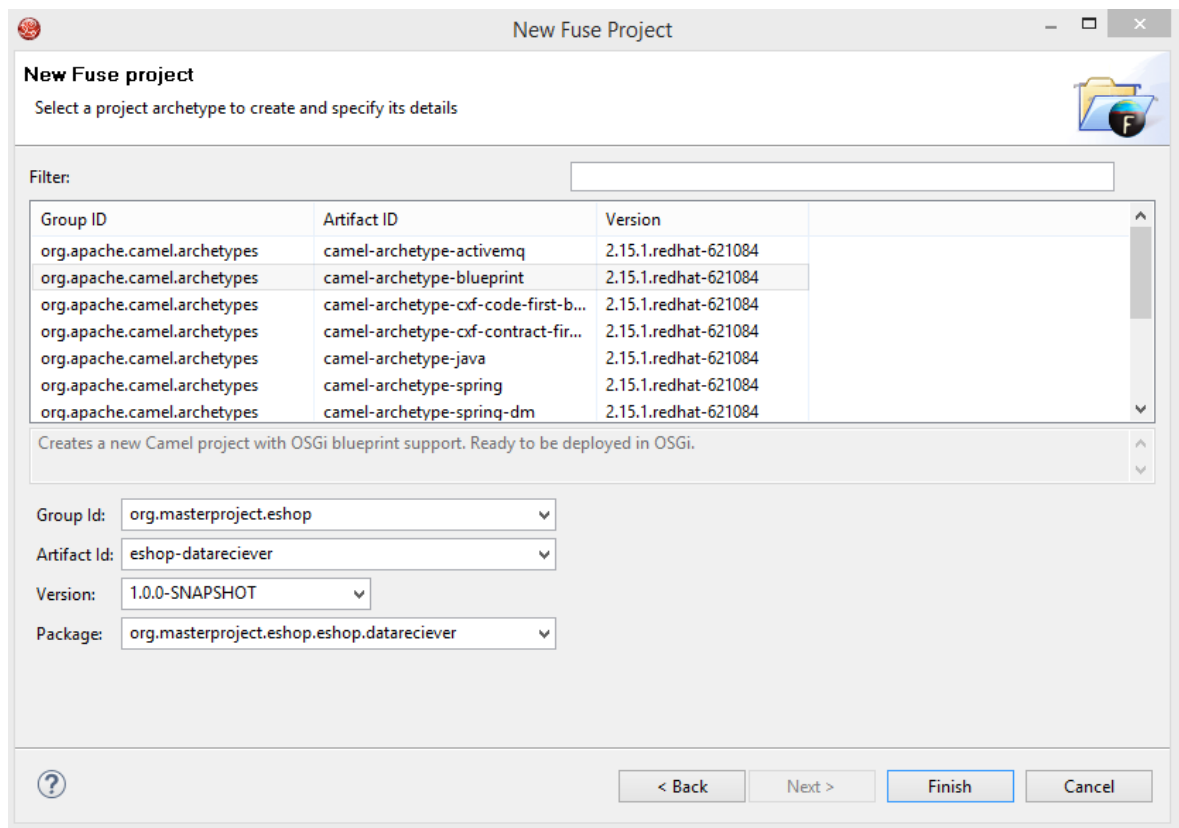 New Fuse Project
New Fuse project
Select a project archetype to create and specify its details
F
Filter:
Group ID Artifact ID Version
org.apache.camel.archetypes camel-archetype-activemq 2.15.1.redhat-621084
org.apache.camel.archetypes camel-archetype-blueprint 2.15.1.redhat-621084
org.apache.camel.archetypes camel-archetype-cxf-code-first-b... 2.15.1.redhat-621084
org.apache.camel.archetypes camel-archetype-cxf-contract-fir... 2.15.1.redhat-621084
org.apache.camel.archetypes camel-archetype-java 2.15.1.redhat-621084
org.apache.camel.archetypes camel-archetype-spring 2.15.1.redhat-621084
org.apache.camel.archetypes camel-archetype-spring-dm 2.15.1.redhat-621084
Creates a new Camel project with OSGi blueprint support. Ready to be deployed in OSGi.
Group Id: org.masterproject.eshop
Artifact Id: eshop-datareciever
Version: 1.0.0-SNAPSHOT
Package: org.masterproject.eshop.eshop.datareciever
? < Back Next > Finish Cancel